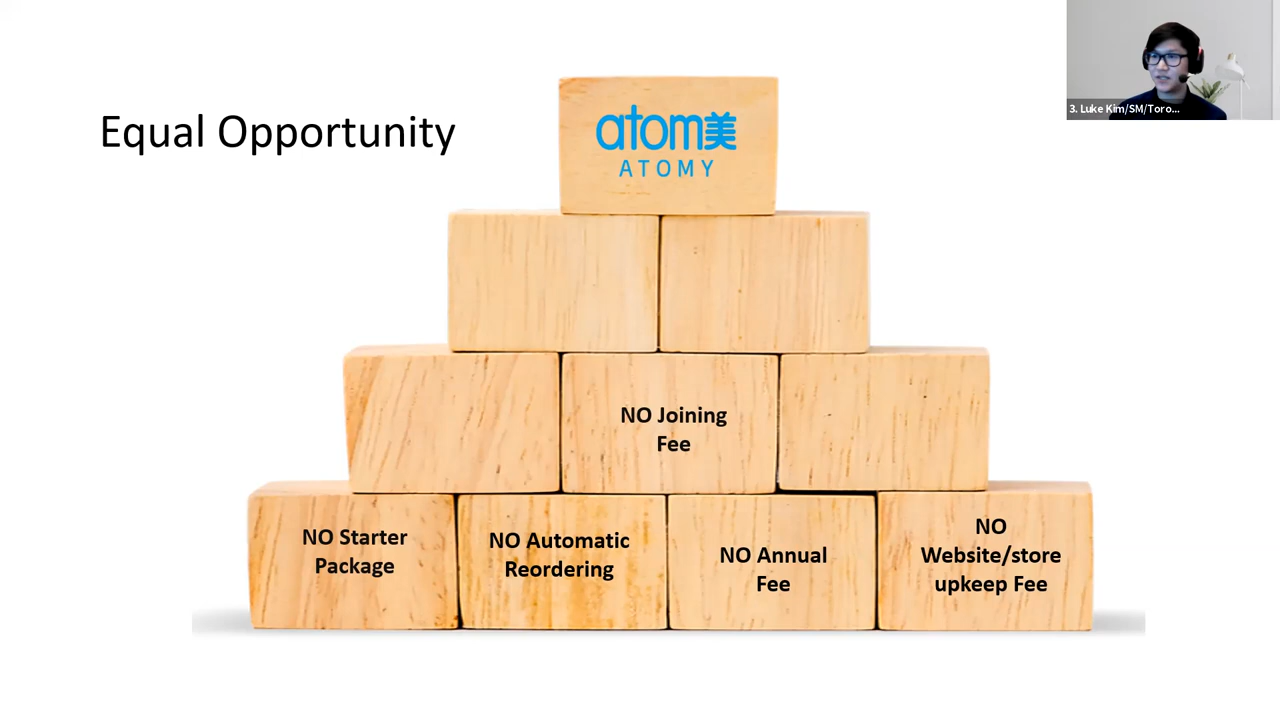 Equal Opportunity
atom美
ATOMY
3. Luke Kim/SM/Toro...
NO Joining
Fee
NO Starter
Package
NO Automatic
Reordering
NO Annual
Fee
NO
Website/store
upkeep Fee